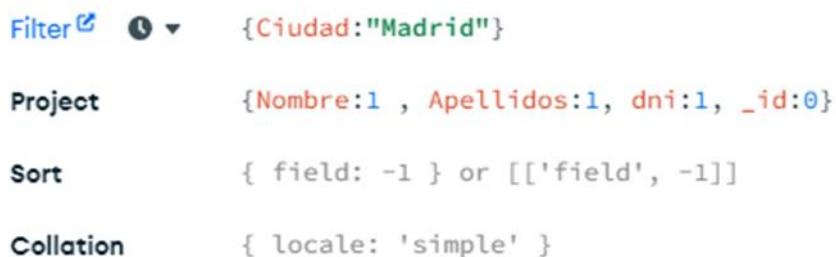 Filter {Ciudad:"Madrid"}
Project {Nombre:1 , Apellidos:1, dni:1, _id:0}
Sort { field: -1 } or [['field', -1]]
Collation { locale: 'simple' }